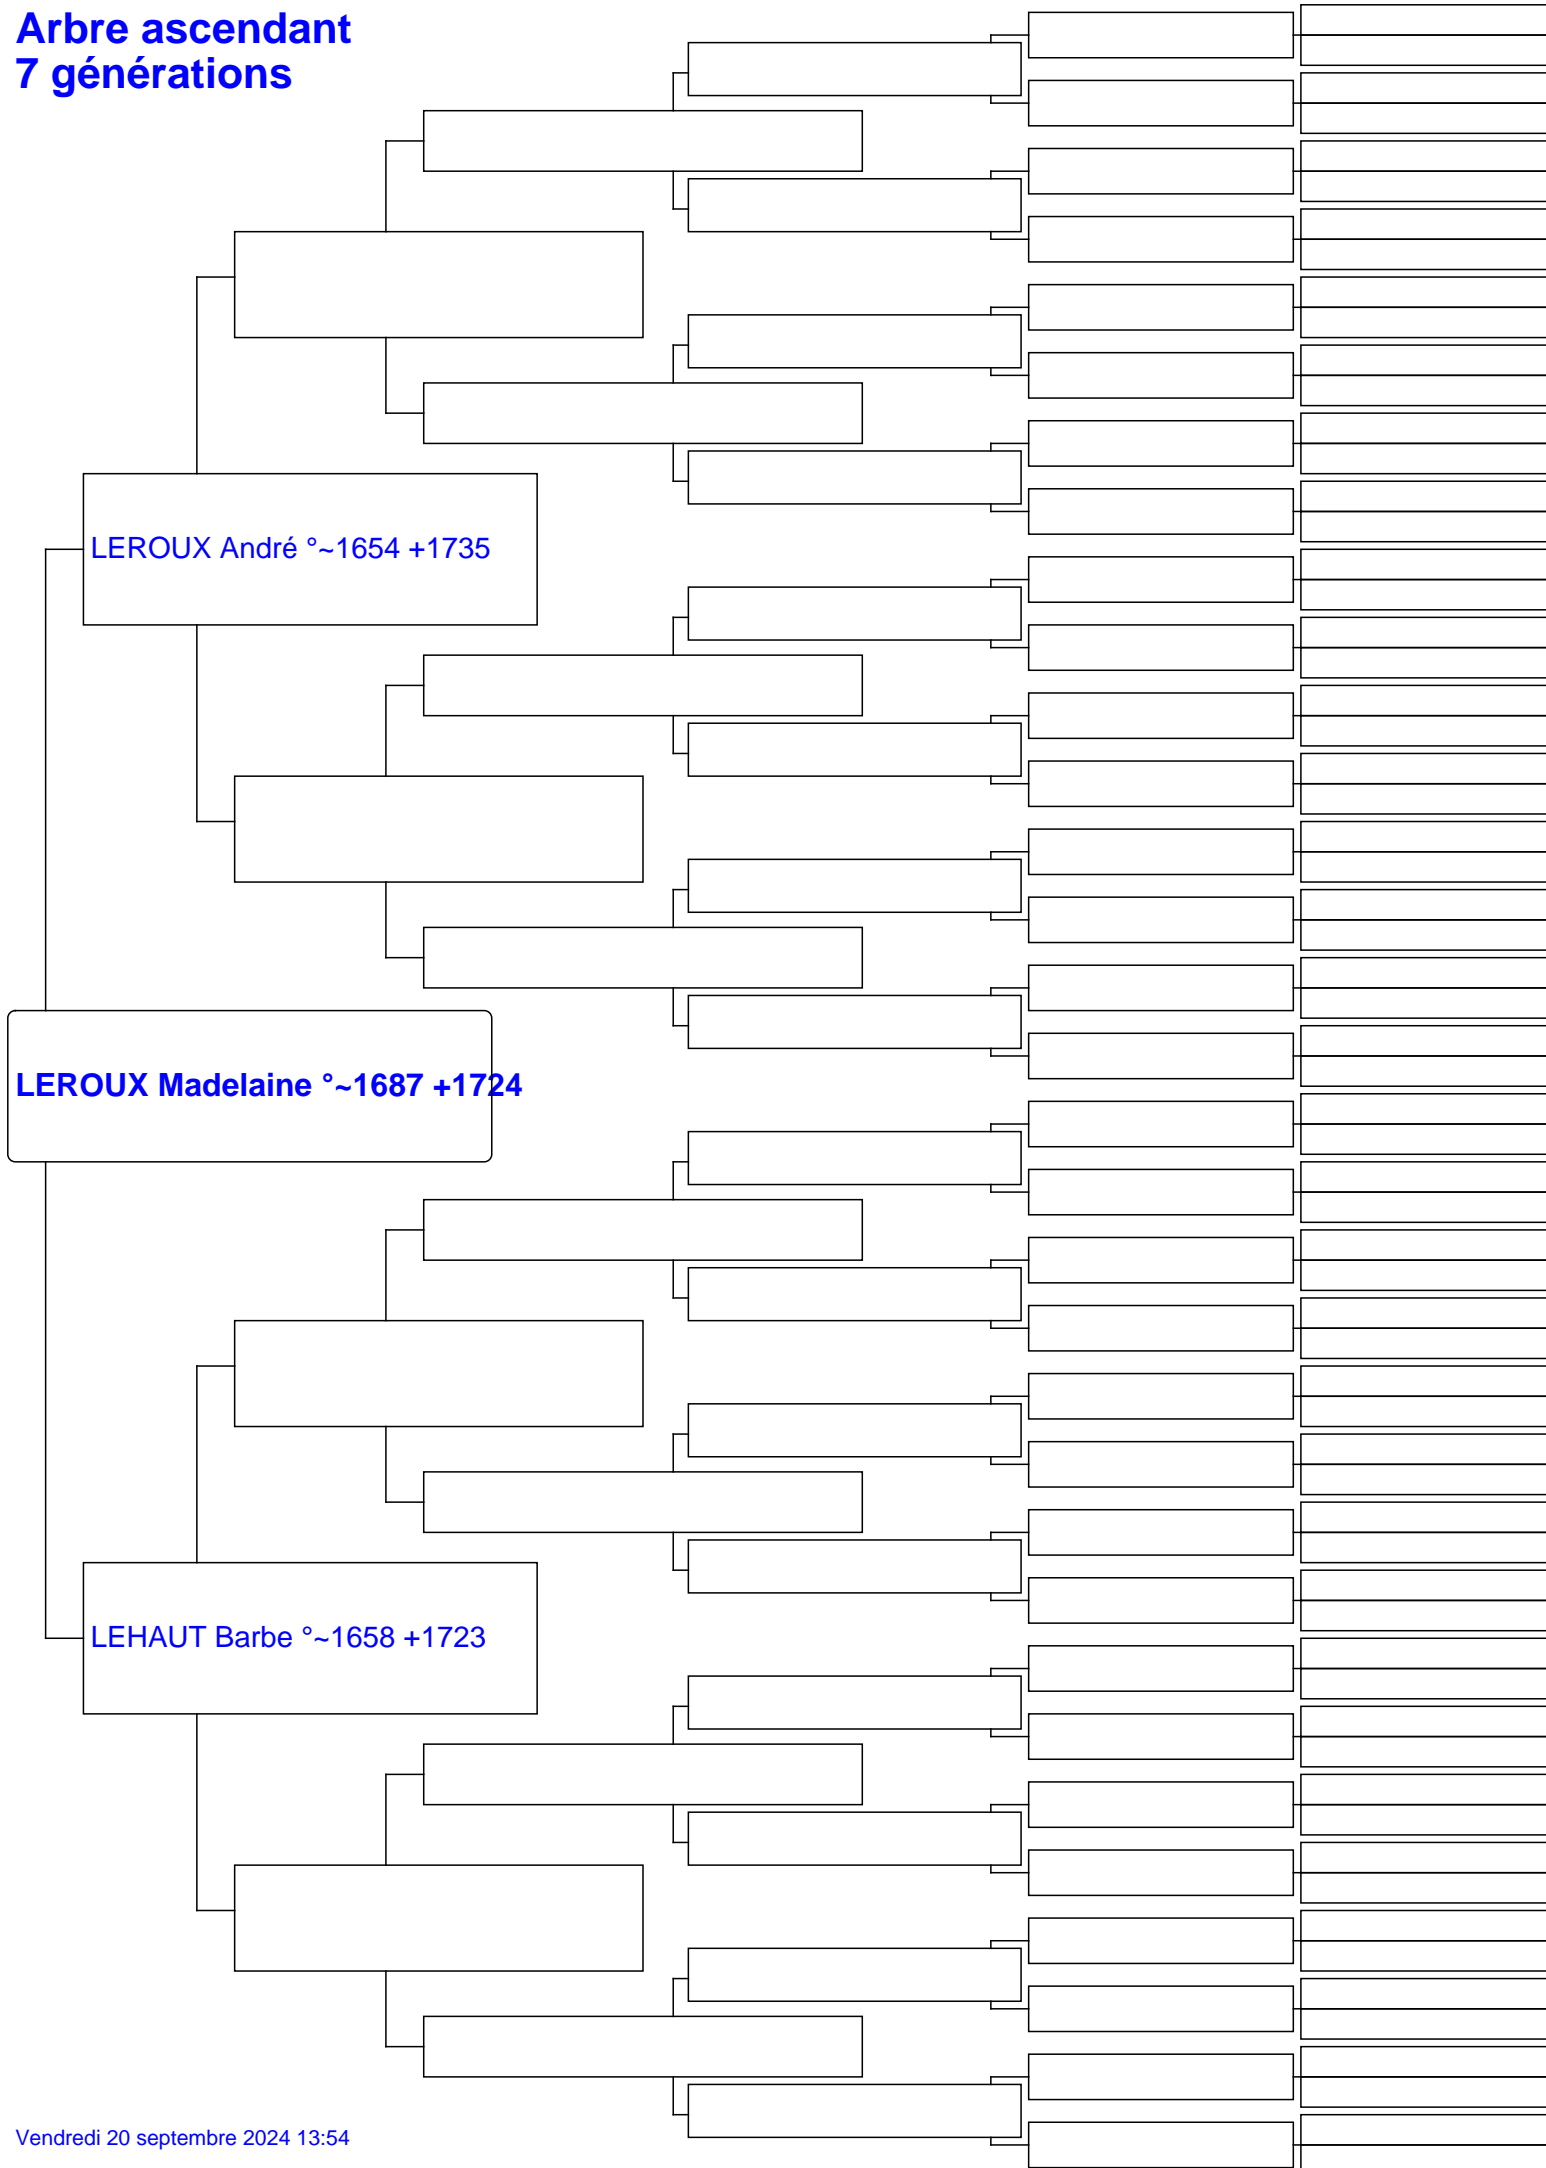 Arbre ascendant
7 générations
LEROUX André °~1654 +1735
LEROUX Madelaine °~1687 +1724
LEHAUT Barbe °~1658 +1723
Vendredi 20 septembre 2024 13:54